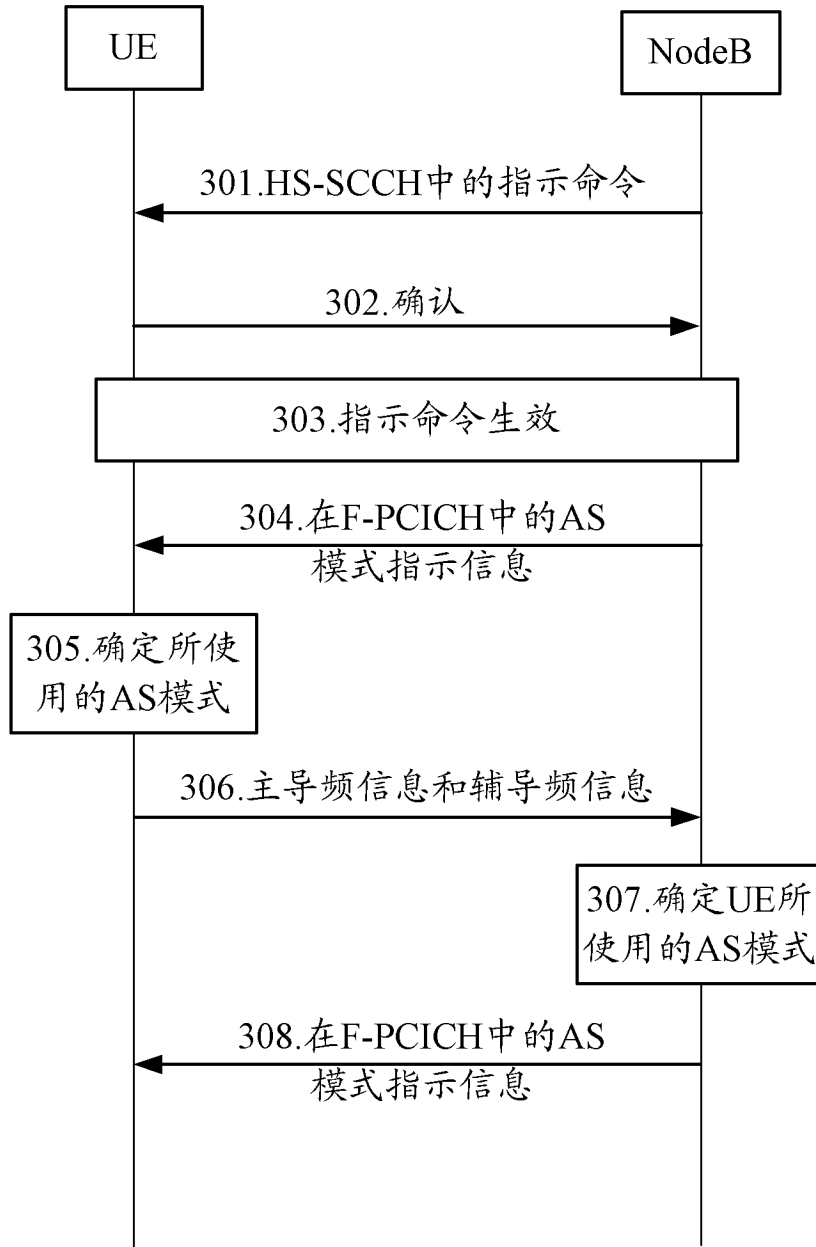 UE
NodeB
301.HS-SCCH中的指示命令
302.确认
303.指示命令生效
304.在F-PCICH中的AS
模式指示信息
305.确定所使
用的AS模式
306.主导频信息和辅导频信息
307.确定UE所
使用的AS模式
308.在F-PCICH中的AS
模式指示信息